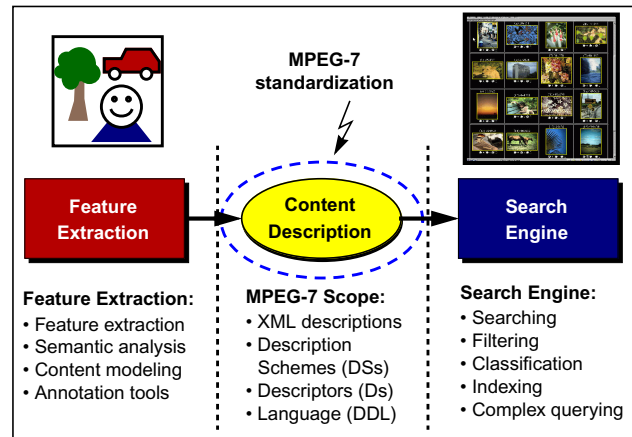 MPEG-7
standardization
Feature
Extraction
Content
Description
Search
Engine
Feature Extraction:
• Feature extraction
• Semantic analysis
• Content modeling
• Annotation tools
MPEG-7 Scope:
• XML descriptions
• Description
Schemes (DSs)
• Descriptors (Ds)
• Language (DDL)
Search Engine:
• Searching
• Filtering
• Classification
• Indexing
• Complex querying